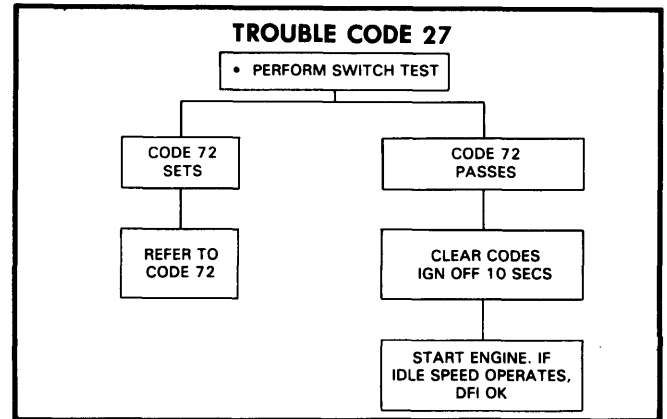 TROUBLE CODE 27
• PERFORM SWITCH TEST
CODE 72
SETS
CODE 72
PASSES
REFER TO
CODE 72
CLEAR CODES
IGN OFF 10 SECS
START ENGINE. IF
IDLE SPEED OPERATES,
DFI OK